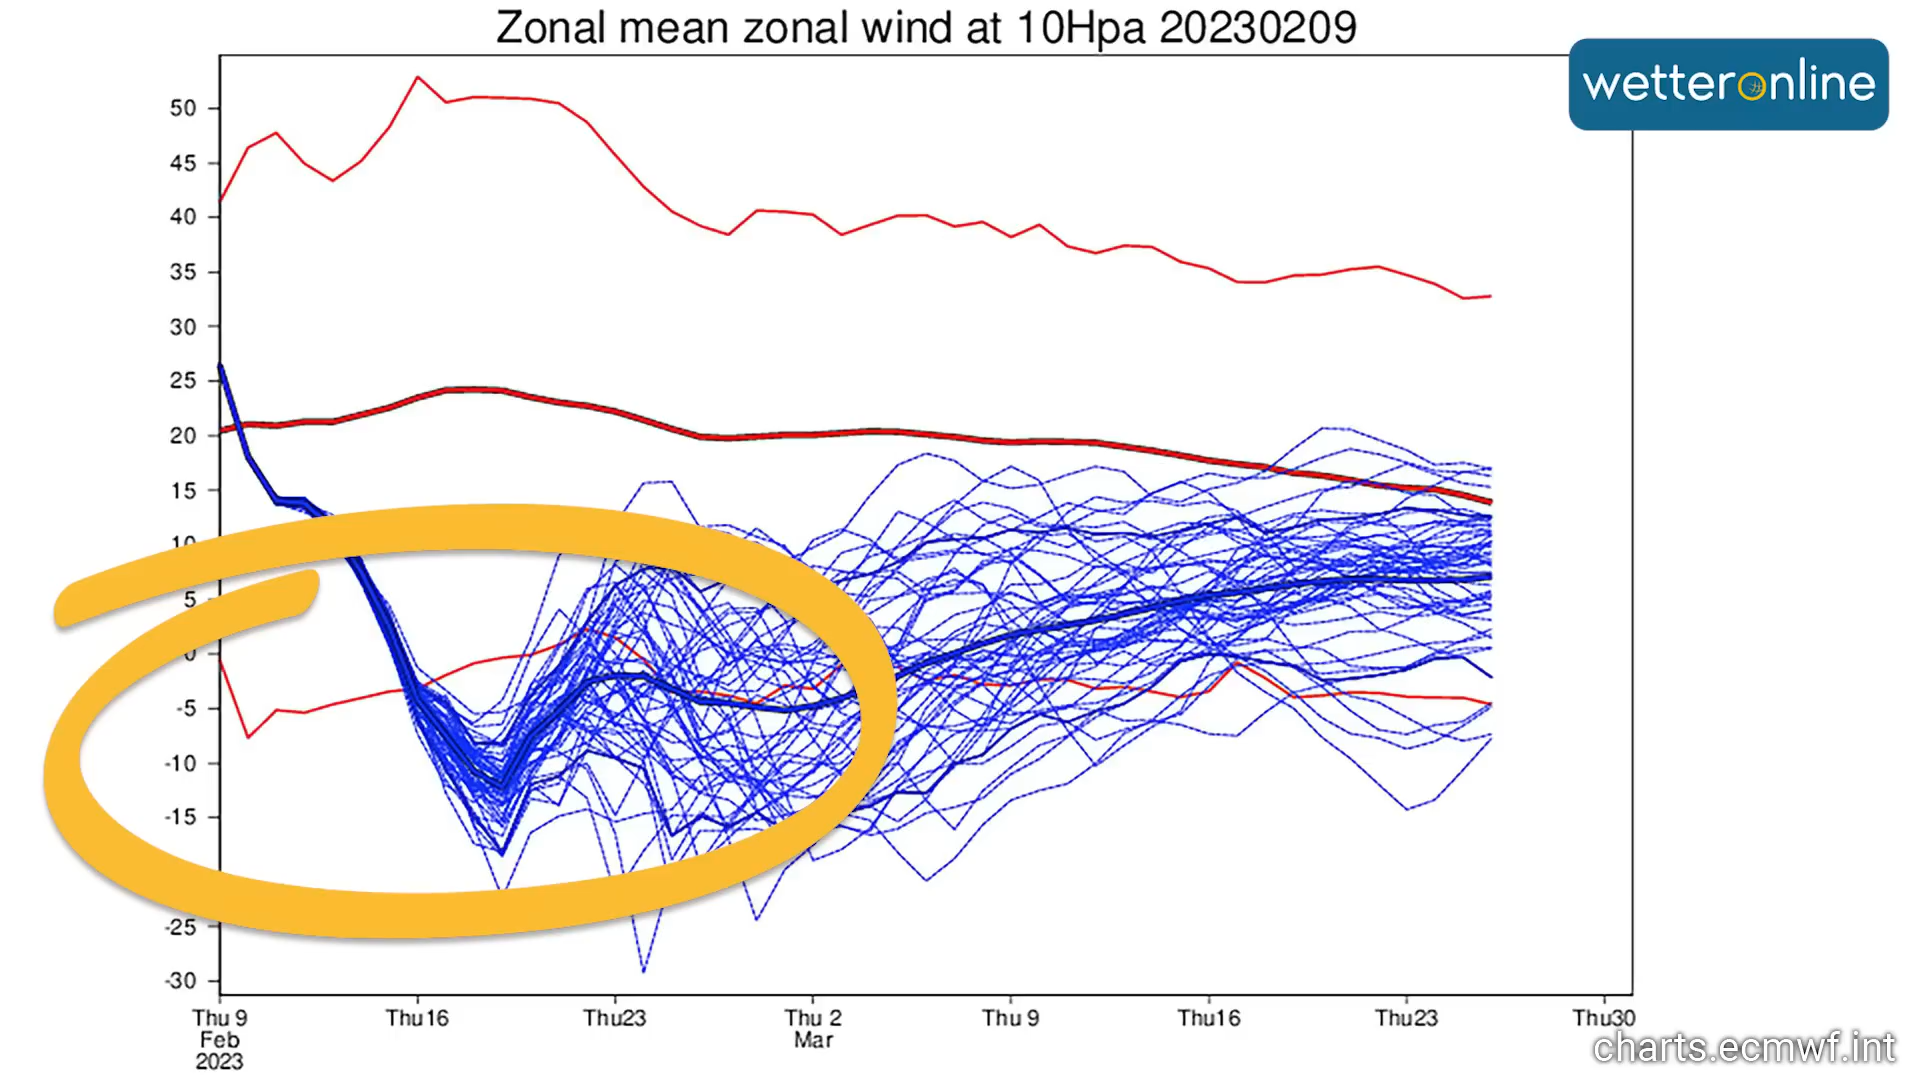 Zonal mean zonal wind at 10Hpa 20230209
wetteronline
50
45
40
35
30
25
20
15
10
5
0
-5
-10
-15
-25
-30
Thu 9
Feb
2023
Thu16
Thu23
Thu 2
Mar
Thu 9
Thu16
Thu23
Thu30
charts.ecmwf.int